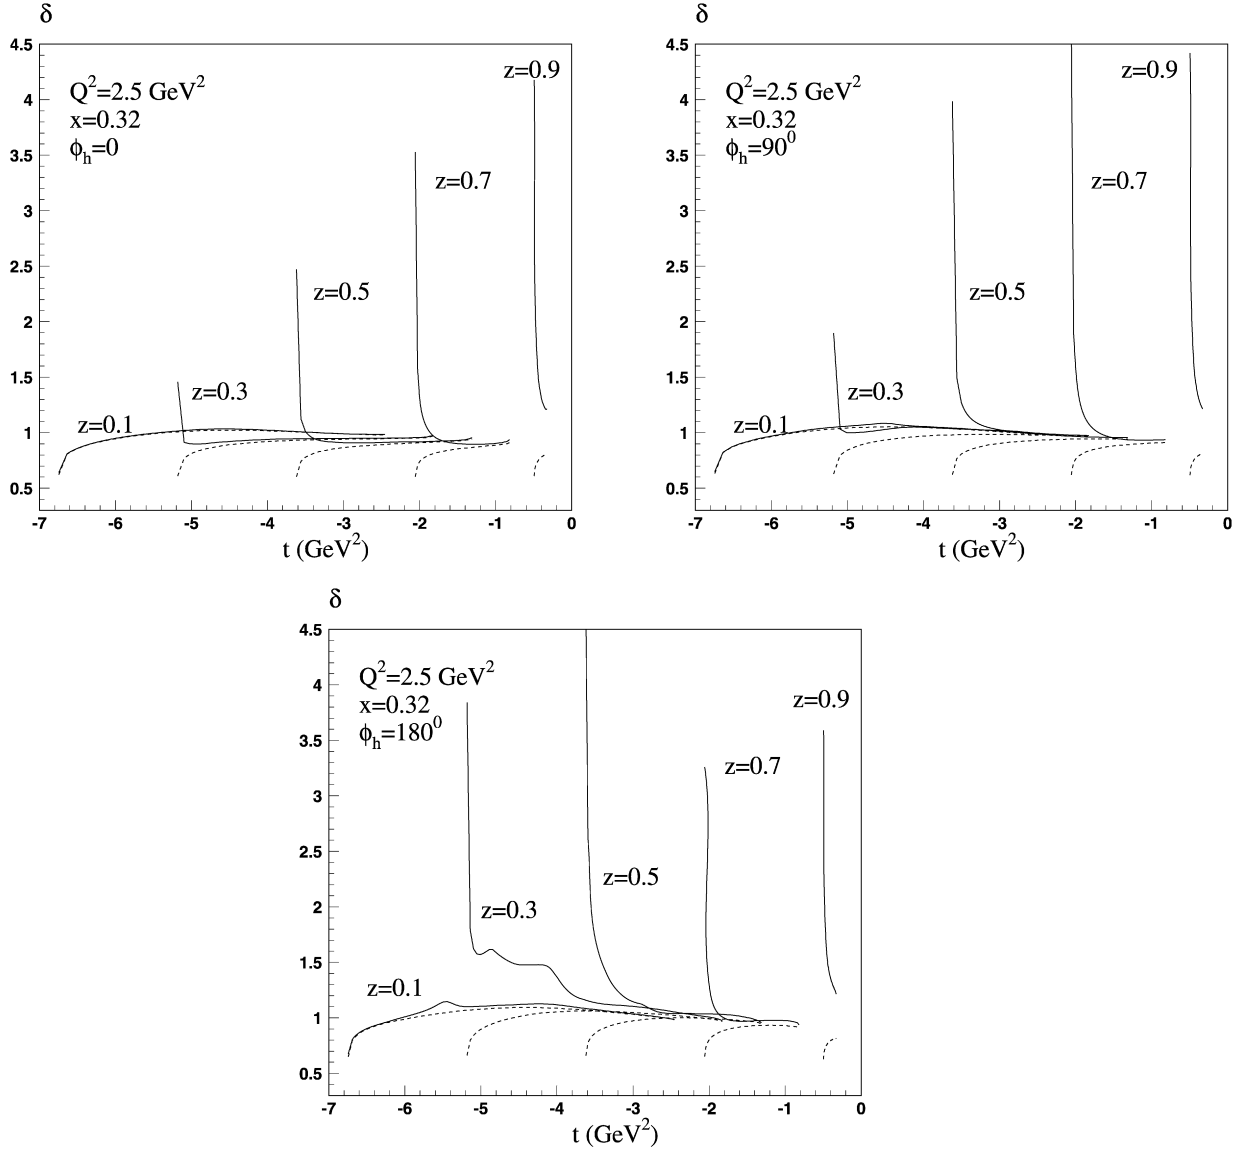 δ
4.5
4
3.5
3
2.5
2
1.5
1
0.5
Q²=2.5 GeV²
x=0.32
ϕₕ=0
z=0.9
z=0.7
z=0.5
z=0.3
z=0.1
-7 -6 -5 -4 -3 -2 -1 0
t (GeV²)
δ
4.5
4
3.5
3
2.5
2
1.5
1
0.5
Q²=2.5 GeV²
x=0.32
ϕₕ=90⁰
z=0.9
z=0.7
z=0.5
z=0.3
z=0.1
-7 -6 -5 -4 -3 -2 -1 0
t (GeV²)
δ
4.5
4
3.5
3
2.5
2
1.5
1
0.5
Q²=2.5 GeV²
x=0.32
ϕₕ=180⁰
z=0.9
z=0.7
z=0.5
z=0.3
z=0.1
-7 -6 -5 -4 -3 -2 -1 0
t (GeV²)